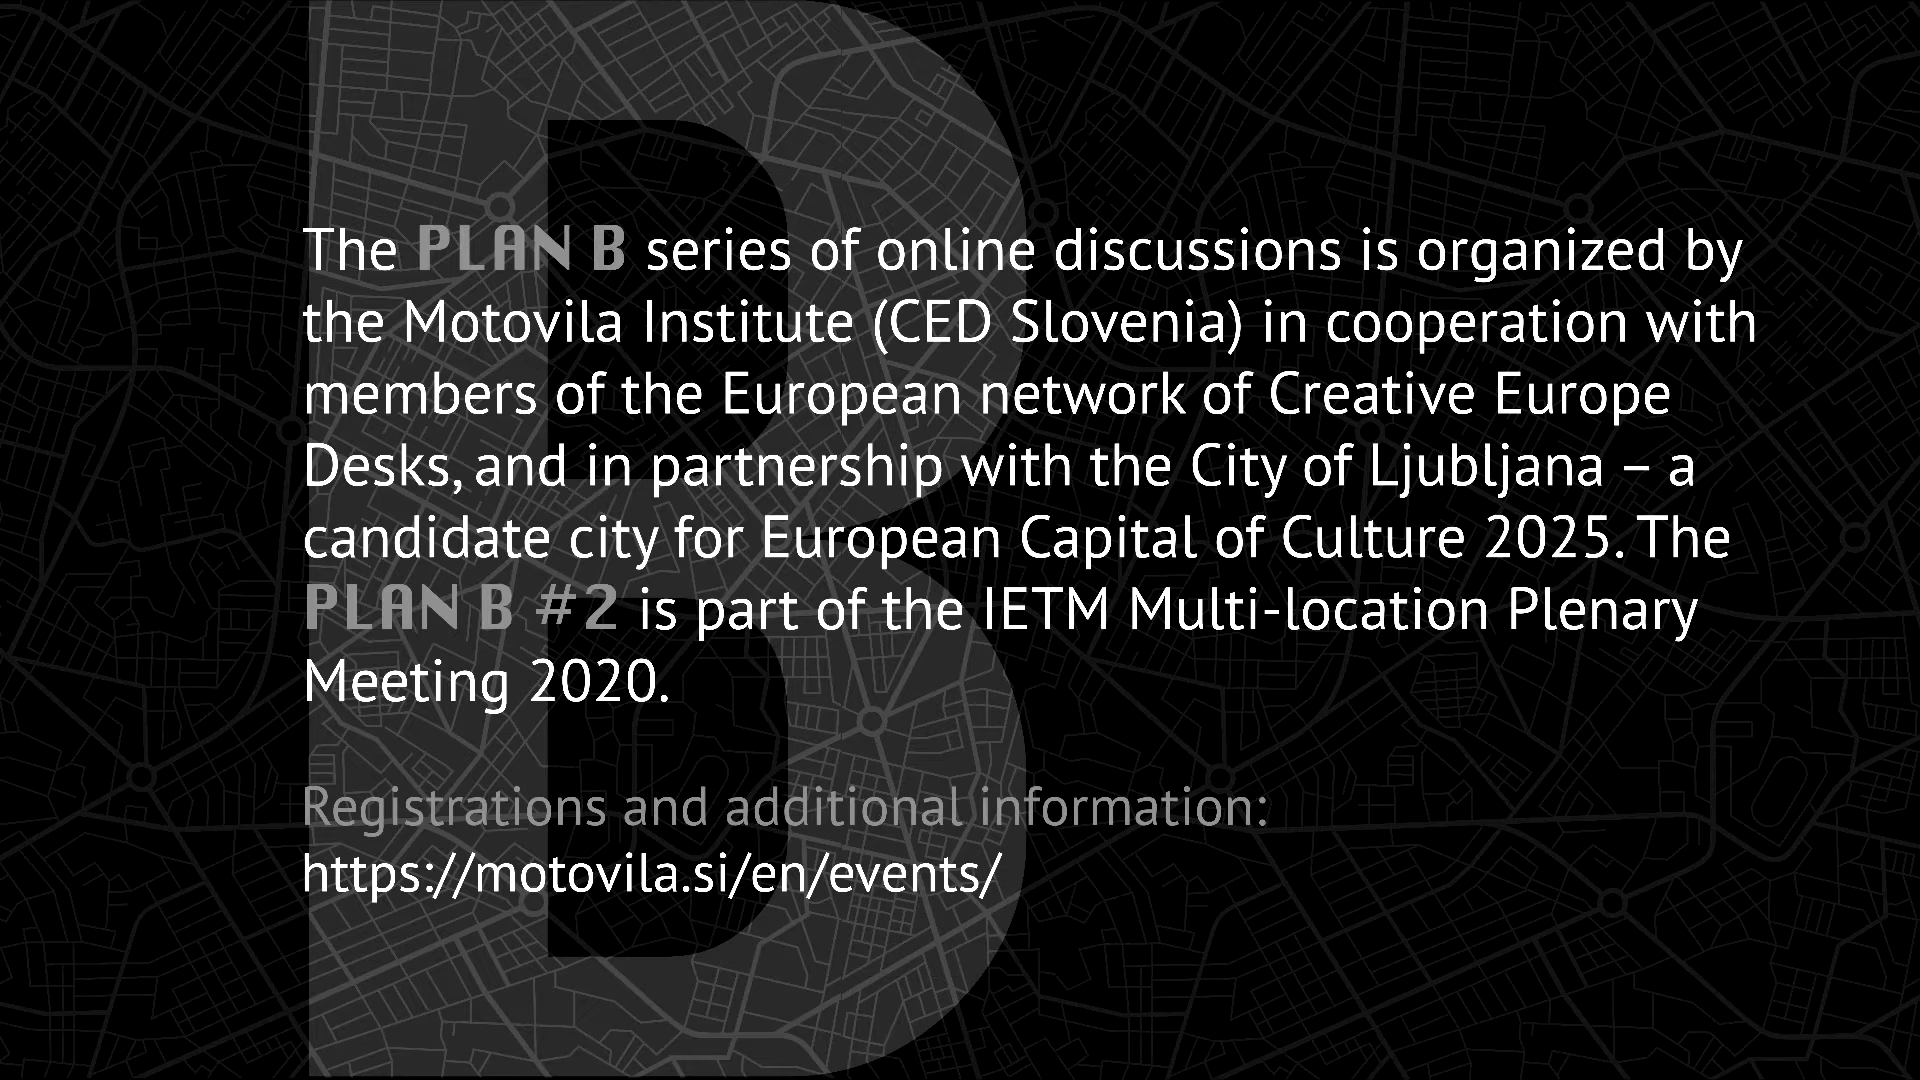 The PLAN B series of online discussions is organized by
the Motovila Institute (CED Slovenia) in cooperation with
members of the European network of Creative Europe
Desks, and in partnership with the City of Ljubljana – a
candidate city for European Capital of Culture 2025. The
PLAN B #2 is part of the IETM Multi-location Plenary
Meeting 2020.
Registrations and additional information:
https://motovila.si/en/events/